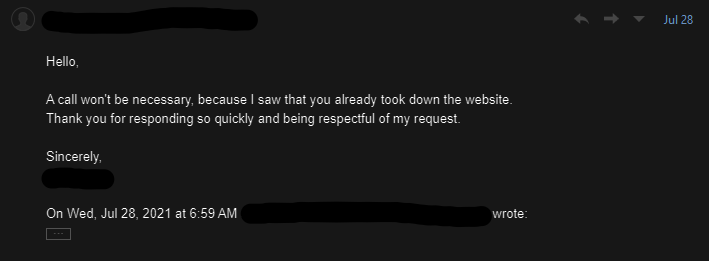 Jul 28
Hello,
A call won't be necessary, because I saw that you already took down the website.
Thank you for responding so quickly and being respectful of my request.
Sincerely,
On Wed, Jul 28, 2021 at 6:59 AM wrote: